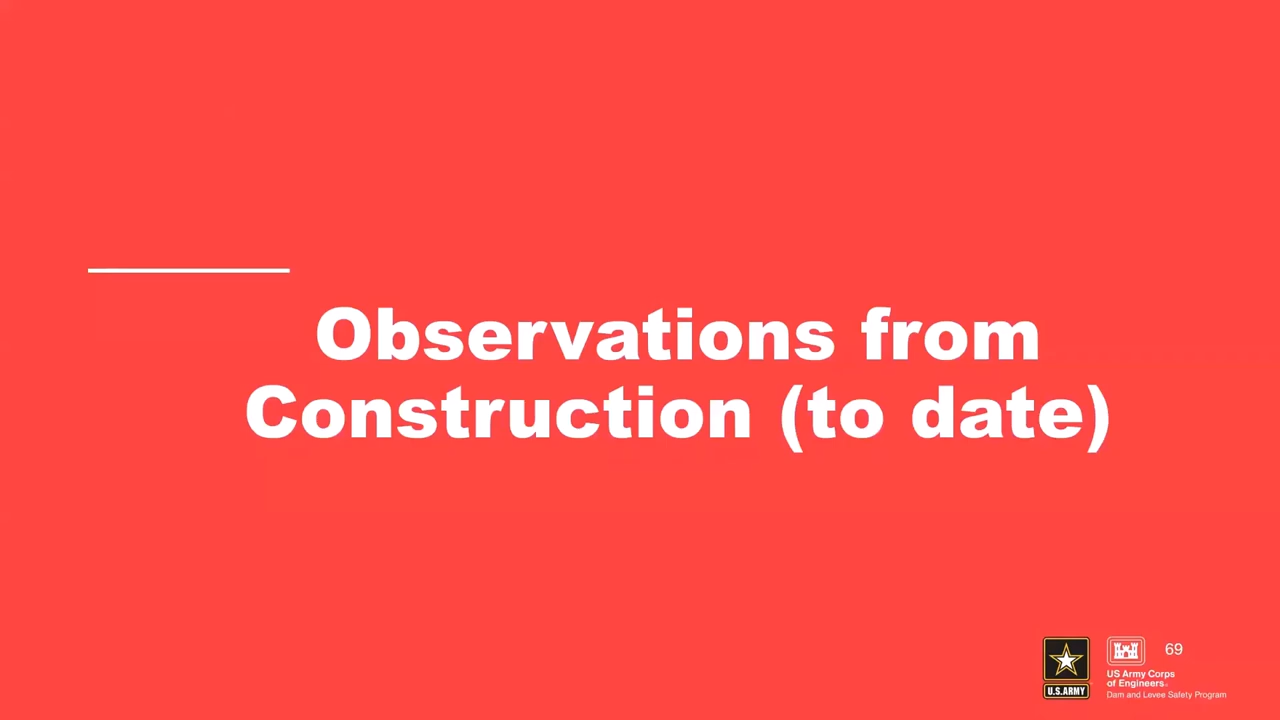 Observations from
Construction (to date)
69
U.S.ARMY
US Army Corps
of Engineers®
Dam and Levee Safety Program